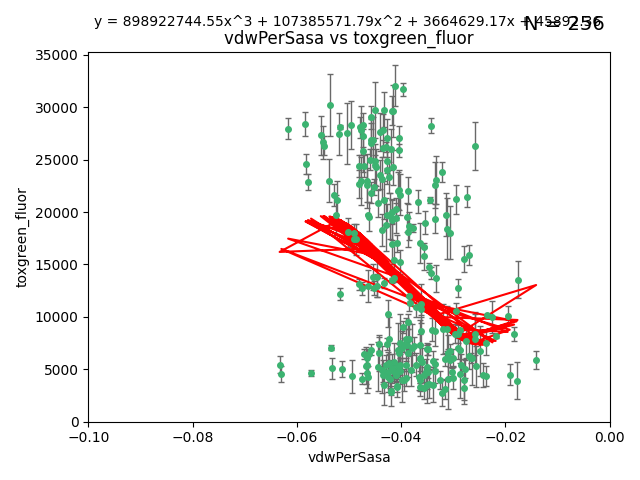 y = 898922744.55x^3 + 107385571.79x^2 + 3664629.17x +
N = 256
vdwPerSasa vs toxgreen_fluor
35000
30000
25000
20000
15000
10000
5000
0
toxgreen_fluor
−0.10 −0.08 −0.06 −0.04 −0.02 0.00
vdwPerSasa